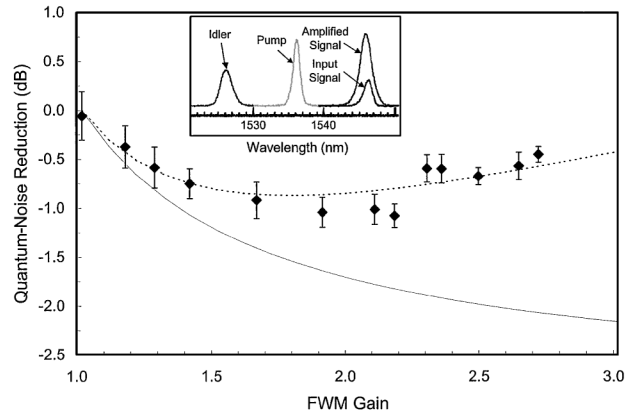 1.0
0.5
0.0
-0.5
-1.0
-1.5
-2.0
-2.5
Quantum-Noise Reduction (dB)
Idler
Pump
Amplified
Signal
Input
Signal
1530
1540
Wavelength (nm)
1.0
1.5
2.0
2.5
3.0
FWM Gain